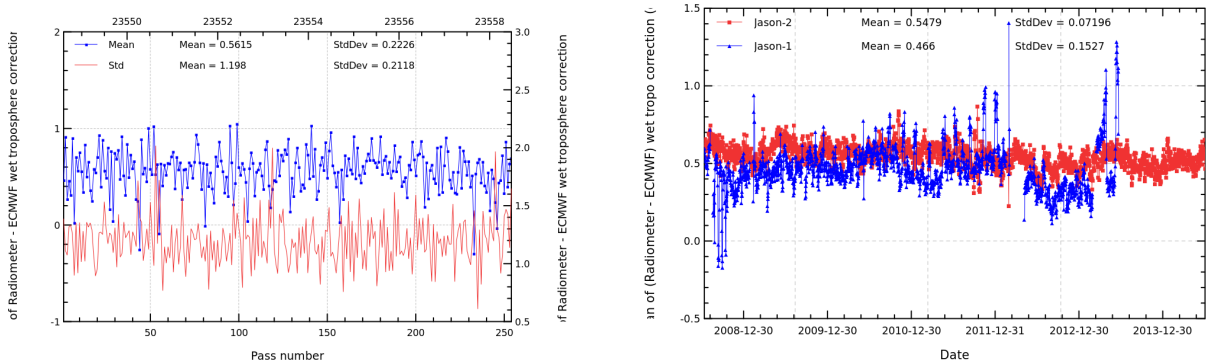 23550 23552 23554 23556 23558
Mean Mean = 0.5615 StdDev = 0.2226
Std Mean = 1.198 StdDev = 0.2118
of Radiometer - ECMWF wet troposphere correction
2
1
0
-1
50 100 150 200 250
Pass number
3.0
2.5
2.0
1.5
1.0
0.5
of Radiometer - ECMWF wet troposphere correction
Jason-2 Mean = 0.5479 StdDev = 0.07196
Jason-1 Mean = 0.466 StdDev = 0.1527
of (Radiometer - ECMWF) wet tropo correction (
1.5
1.0
0.5
0.0
-0.5
2008-12-30 2009-12-30 2010-12-30 2011-12-31 2012-12-30 2013-12-30
Date